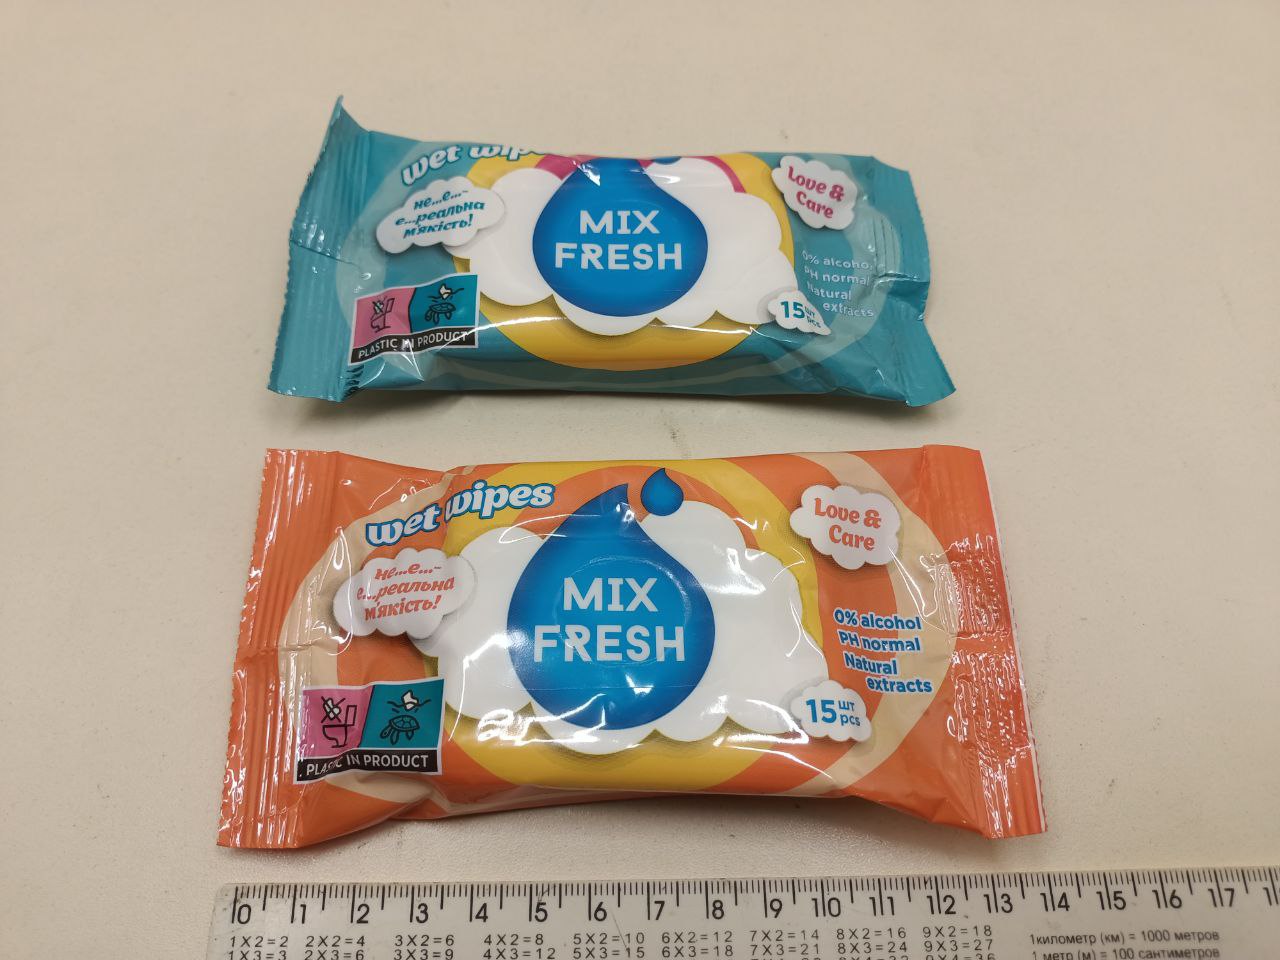 wet wipes
Love &
Care
не...е...-
е...реальна
м'якість!
MIX
FRESH
0% alcohol
PH normal
Natural
extracts
15 шт
pcs
PLASTIC IN PRODUCT
wet wipes
Love &
Care
не...е...-
е...реальна
м'якість!
MIX
FRESH
0% alcohol
PH normal
Natural
extracts
15 шт
pcs
PLASTIC IN PRODUCT
0 1 2 3 4 5 6 7 8 9 10 11 12 13 14 15 16 17
1X2=2 2X2=4 3X2=6 4X2=8 5X2=10 6X2=12 7X2=14 8X2=16 9X2=18 1километр (км) = 1000 метров
1X3=3 2X3=6 3X3=9 4X3=12 5X3=15 6X3=18 7X3=21 8X3=24 9X3=27 1 метр (м) = 100 сантиметров